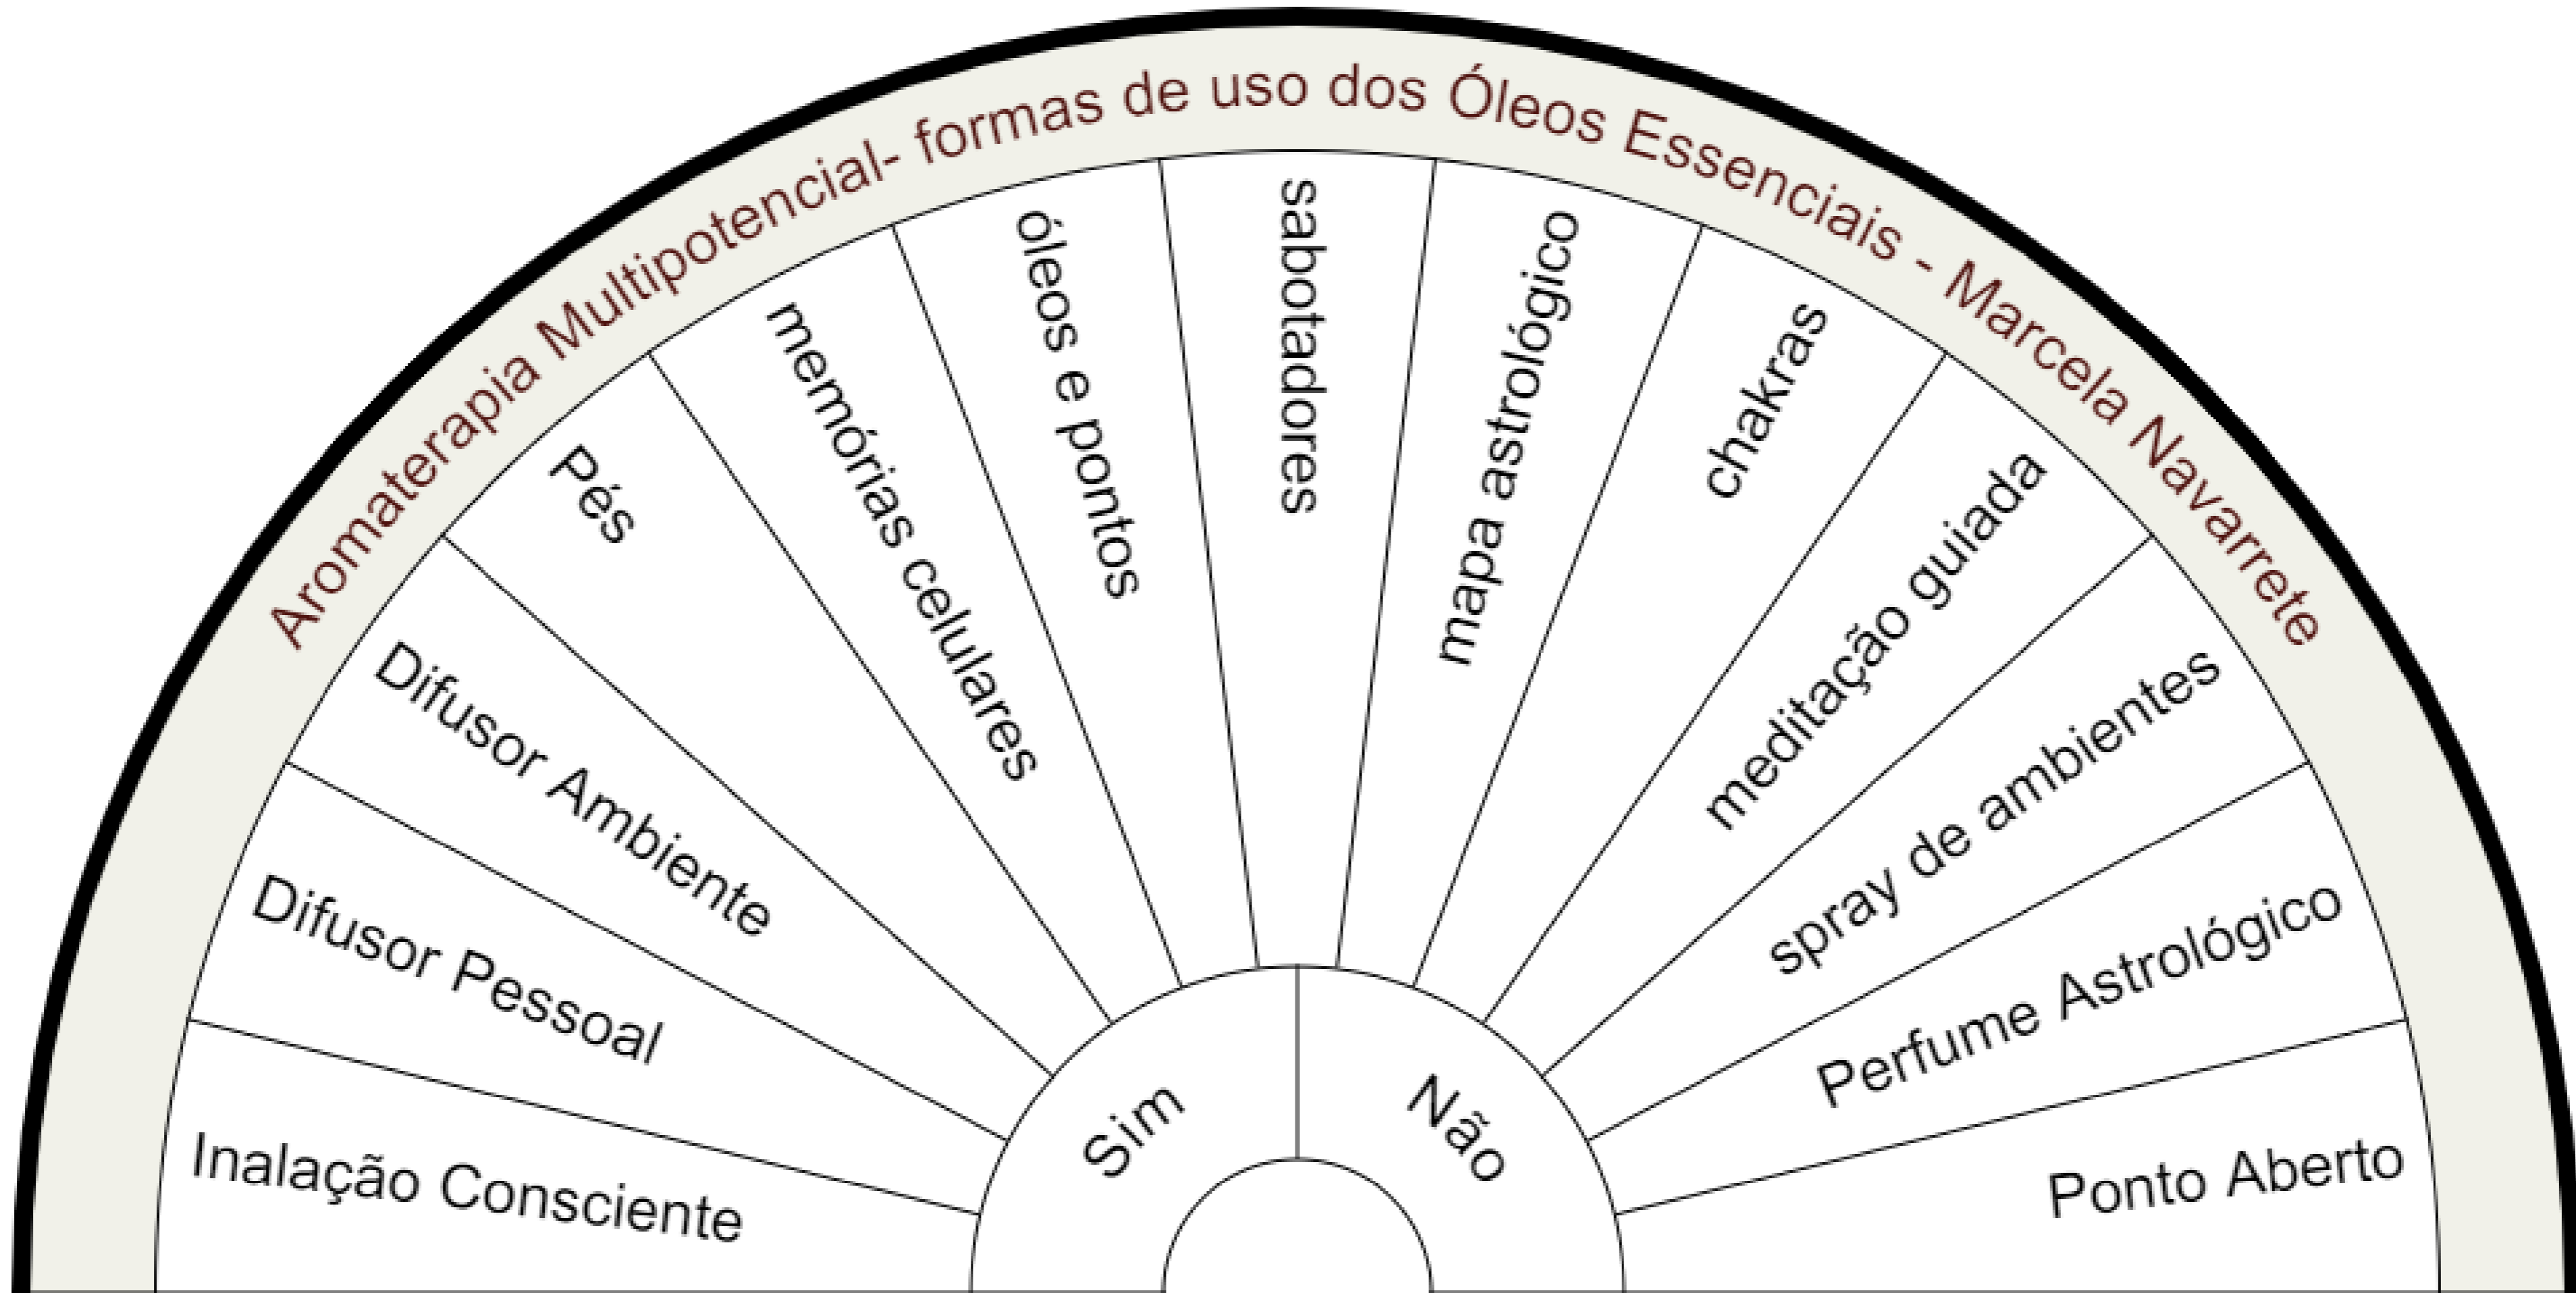 Aromaterapia Multipotencial- formas de uso dos Óleos Essenciais - Marcela Navarrete
Inalação Consciente
Difusor Pessoal
Difusor Ambiente
Pés
memórias celulares
óleos e pontos
sabotadores
mapa astrológico
chakras
meditação guiada
spray de ambientes
Perfume Astrológico
Ponto Aberto
Sim
Não